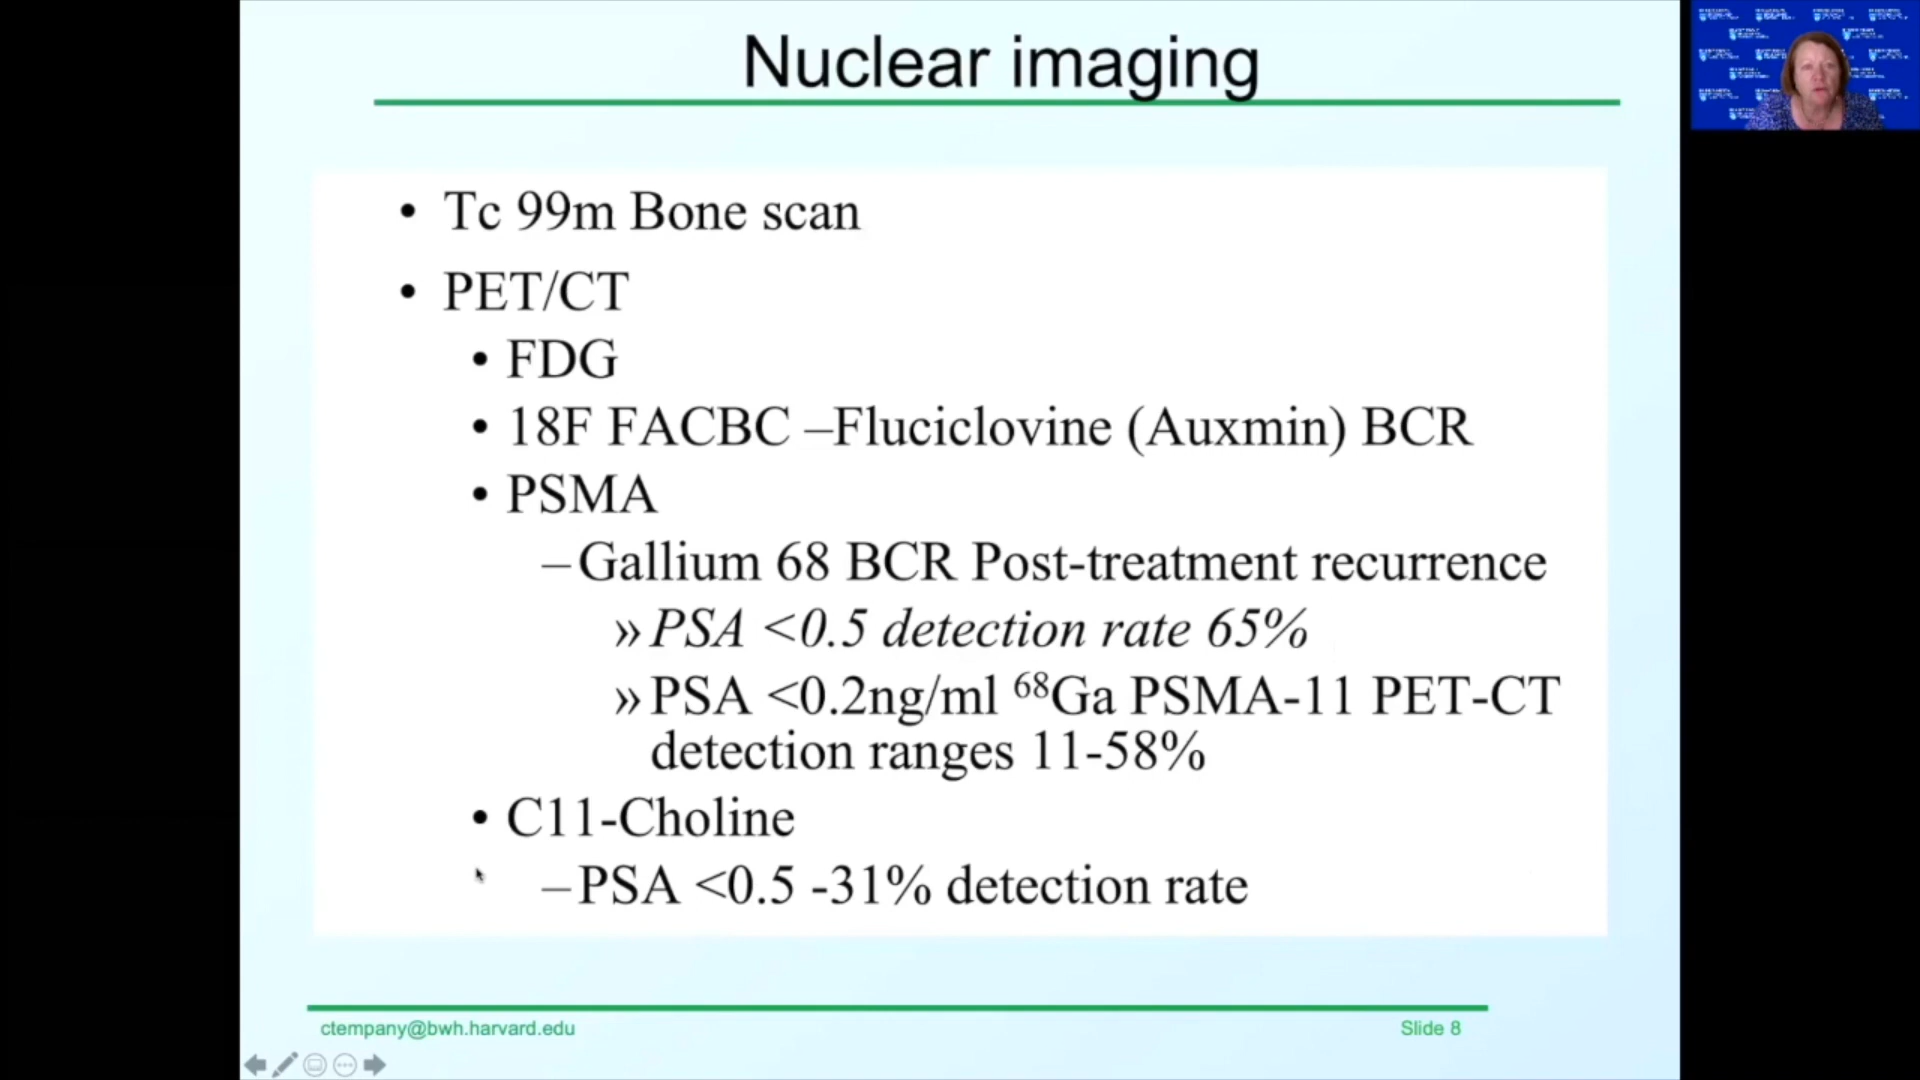 Nuclear imaging
• Tc 99m Bone scan
• PET/CT
• FDG
• 18F FACBC –Fluciclovine (Auxmin) BCR
• PSMA
–Gallium 68 BCR Post-treatment recurrence
»PSA <0.5 detection rate 65%
»PSA <0.2ng/ml ⁶⁸Ga PSMA-11 PET-CT
detection ranges 11-58%
• C11-Choline
–PSA <0.5 -31% detection rate
ctempany@bwh.harvard.edu
Slide 8